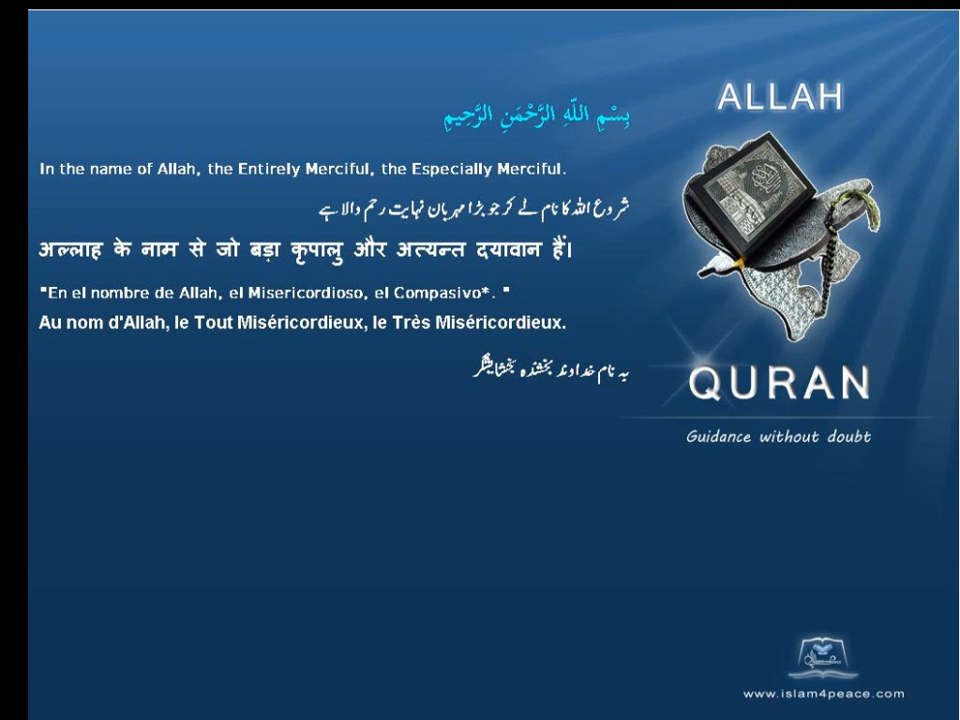 بِسْمِ اللّهِ الرَّحْمَنِ الرَّحِيمِ
In the name of Allah, the Entirely Merciful, the Especially Merciful.
شروع الله کا نام لے کر جو بڑا مہربان نہایت رحم والا ہے
अल्लाह के नाम से जो बड़ा कृपालु और अत्यन्त दयावान हैं।
"En el nombre de Allah, el Misericordioso, el Compasivo*. "
Au nom d'Allah, le Tout Miséricordieux, le Très Miséricordieux.
به نام خداوند بخشنده بخشایشگر
ALLAH
QURAN
Guidance without doubt
www.islam4peace.com